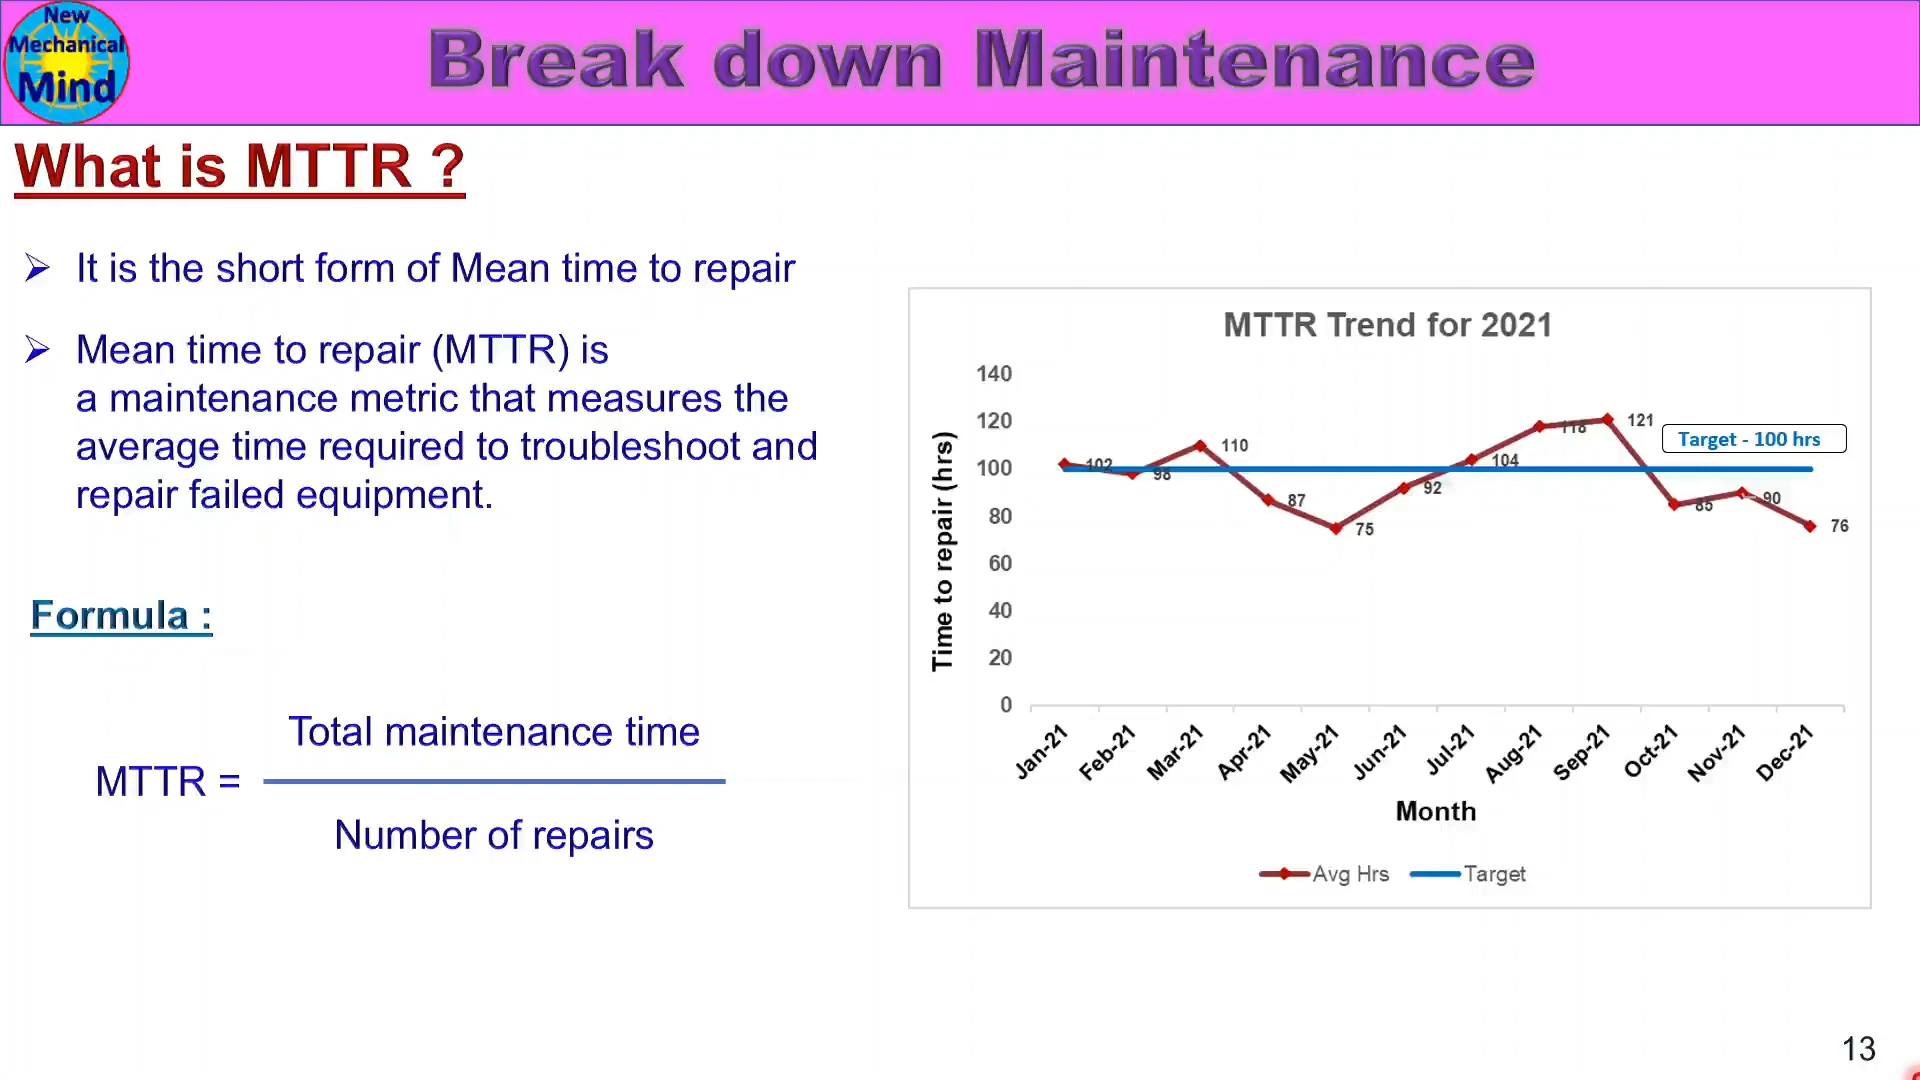 New
Mechanical
Mind
Break down Maintenance
What is MTTR ?
It is the short form of Mean time to repair
Mean time to repair (MTTR) is
a maintenance metric that measures the
average time required to troubleshoot and
repair failed equipment.
Formula :
Total maintenance time
MTTR =
Number of repairs
MTTR Trend for 2021
Time to repair (hrs)
140
120
100
80
60
40
20
0
102
98
110
87
75
92
104
118
121
85
90
76
Target - 100 hrs
Jan-21
Feb-21
Mar-21
Apr-21
May-21
Jun-21
Jul-21
Aug-21
Sep-21
Oct-21
Nov-21
Dec-21
Month
Avg Hrs
Target
13